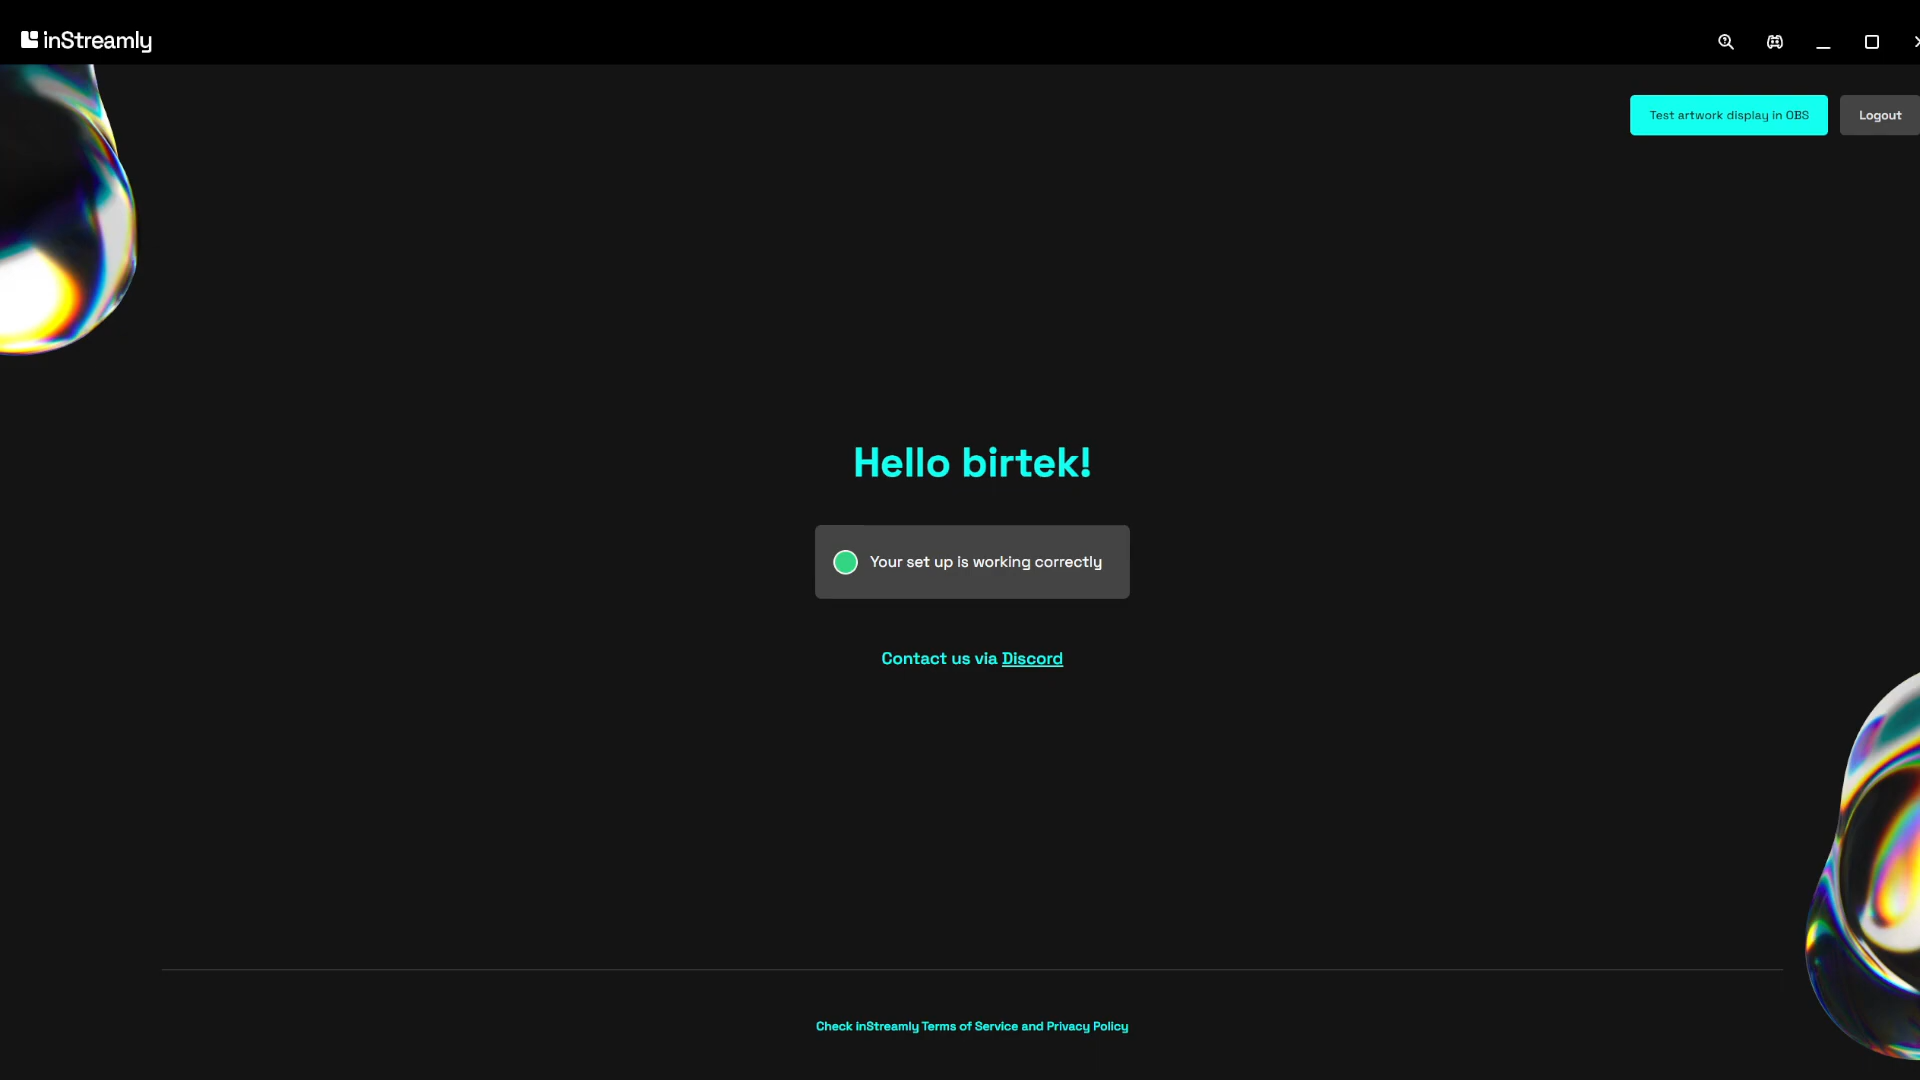 inStreamly
Test artwork display in OBS
Logout
Hello birtek!
Your set up is working correctly
Contact us via Discord
Check inStreamly Terms of Service and Privacy Policy